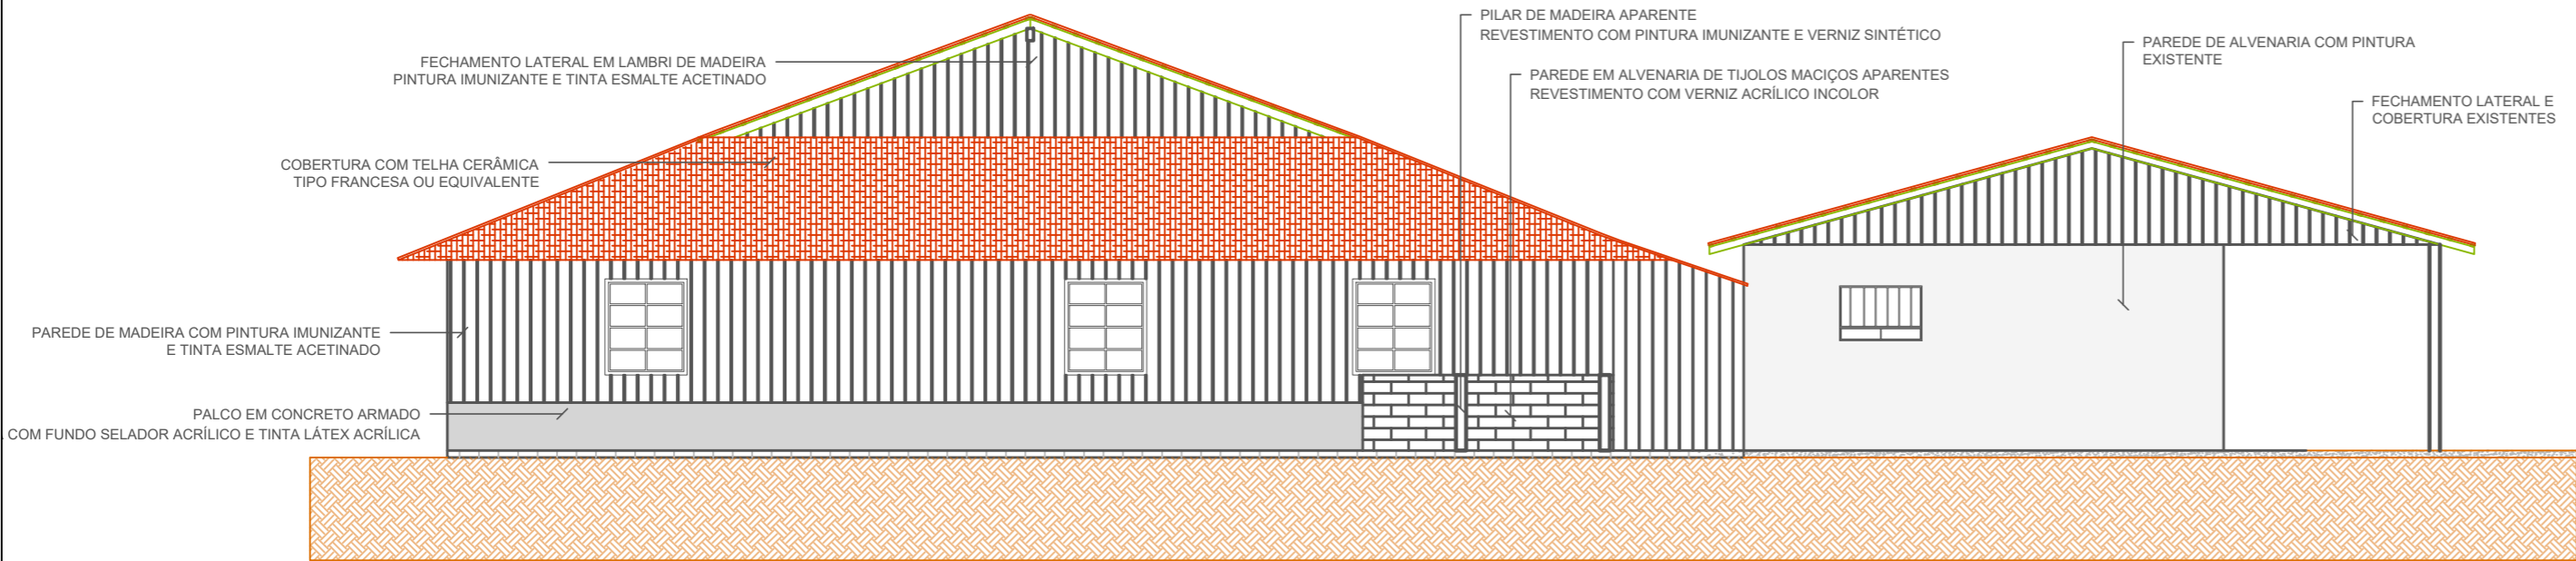 FECHAMENTO LATERAL EM LAMBRI DE MADEIRA
PINTURA IMUNIZANTE E TINTA ESMALTE ACETINADO
COBERTURA COM TELHA CERÂMICA
TIPO FRANCESA OU EQUIVALENTE
PAREDE DE MADEIRA COM PINTURA IMUNIZANTE
E TINTA ESMALTE ACETINADO
PALCO EM CONCRETO ARMADO
COM FUNDO SELADOR ACRÍLICO E TINTA LÁTEX ACRÍLICA
PILAR DE MADEIRA APARENTE
REVESTIMENTO COM PINTURA IMUNIZANTE E VERNIZ SINTÉTICO
PAREDE EM ALVENARIA DE TIJOLOS MACIÇOS APARENTES
REVESTIMENTO COM VERNIZ ACRÍLICO INCOLOR
PAREDE DE ALVENARIA COM PINTURA
EXISTENTE
FECHAMENTO LATERAL E
COBERTURA EXISTENTES